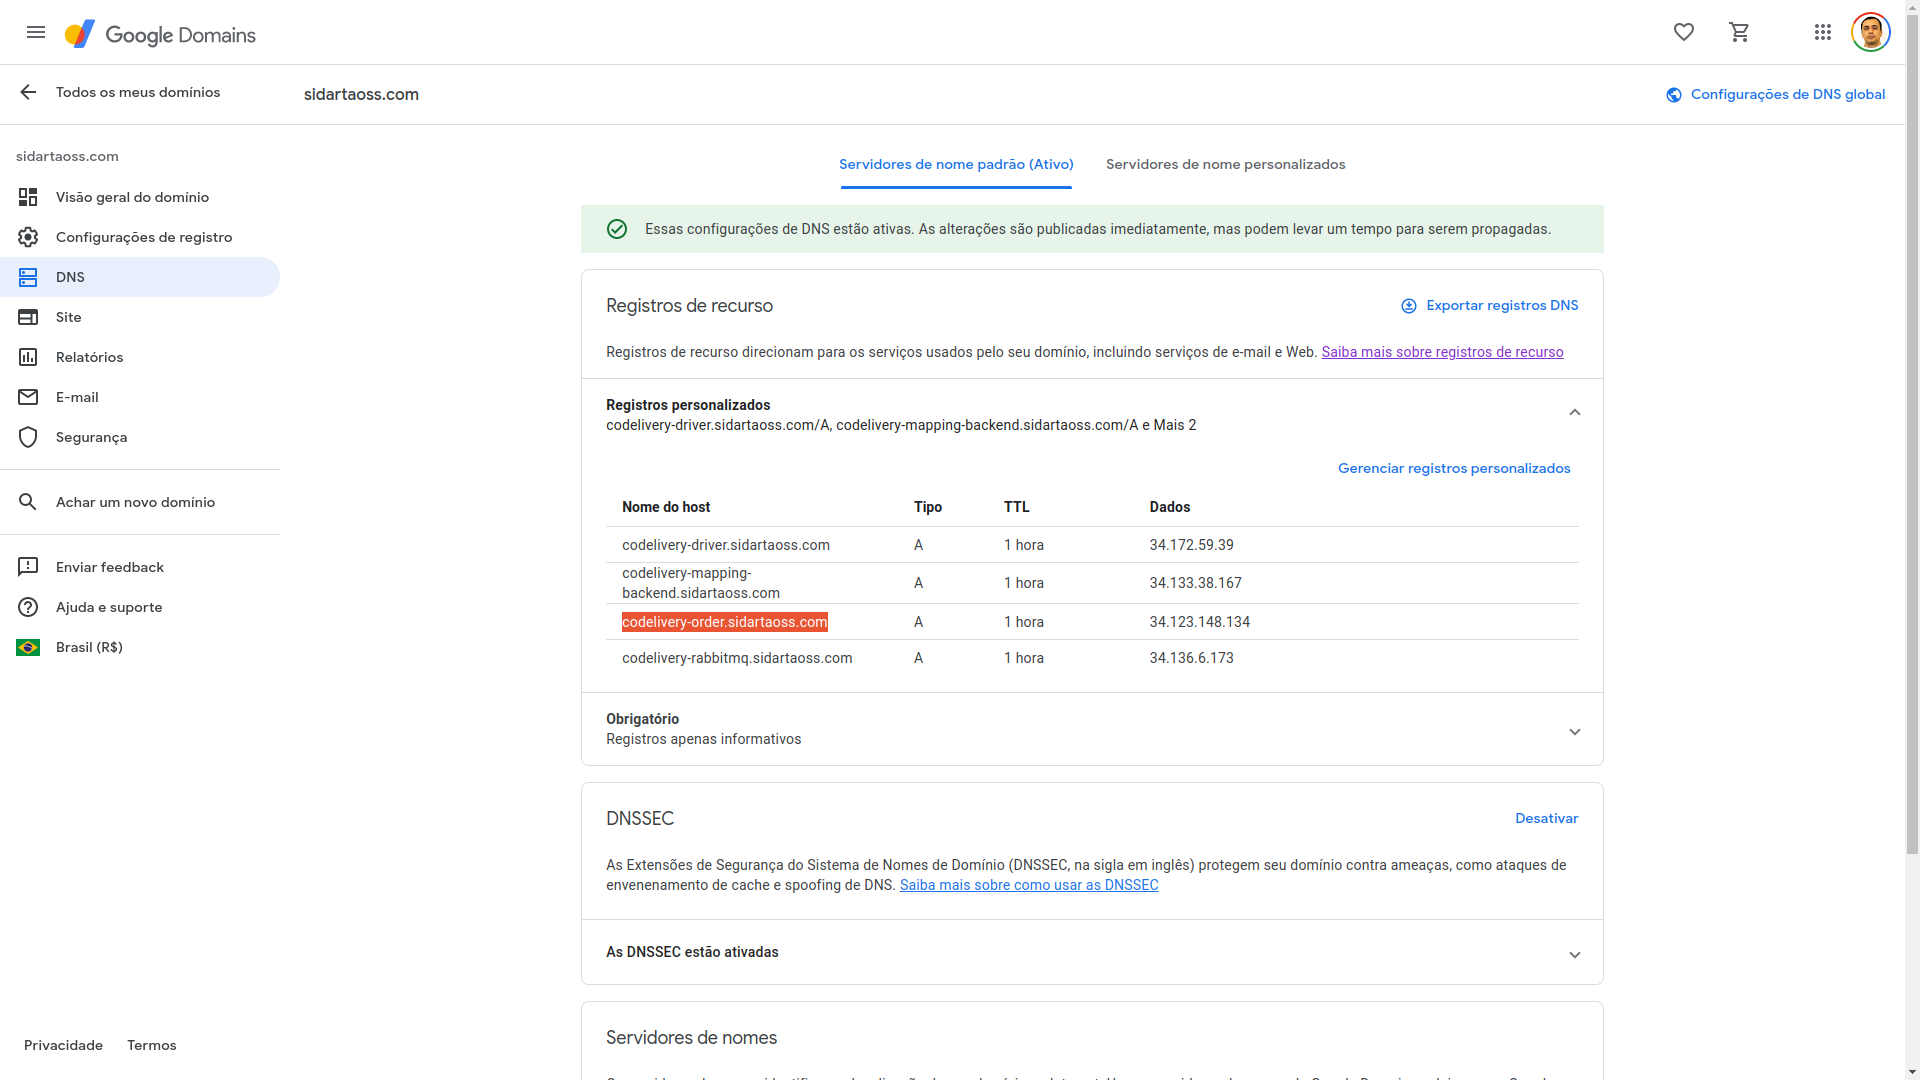 Google Domains
Todos os meus domínios
sidartaoss.com
Configurações de DNS global
sidartaoss.com
Visão geral do domínio
Configurações de registro
DNS
Site
Relatórios
E-mail
Segurança
Achar um novo domínio
Enviar feedback
Ajuda e suporte
Brasil (R$)
Privacidade Termos
Servidores de nome padrão (Ativo) Servidores de nome personalizados
Essas configurações de DNS estão ativas. As alterações são publicadas imediatamente, mas podem levar um tempo para serem propagadas.
Registros de recurso
Exportar registros DNS
Registros de recurso direcionam para os serviços usados pelo seu domínio, incluindo serviços de e-mail e Web. Saiba mais sobre registros de recurso
Registros personalizados
codelivery-driver.sidartaoss.com/A, codelivery-mapping-backend.sidartaoss.com/A e Mais 2
Gerenciar registros personalizados
Nome do host Tipo TTL Dados
codelivery-driver.sidartaoss.com A 1 hora 34.172.59.39
codelivery-mapping-
backend.sidartaoss.com A 1 hora 34.133.38.167
codelivery-order.sidartaoss.com A 1 hora 34.123.148.134
codelivery-rabbitmq.sidartaoss.com A 1 hora 34.136.6.173
Obrigatório
Registros apenas informativos
DNSSEC
Desativar
As Extensões de Segurança do Sistema de Nomes de Domínio (DNSSEC, na sigla em inglês) protegem seu domínio contra ameaças, como ataques de
envenenamento de cache e spoofing de DNS. Saiba mais sobre como usar as DNSSEC
As DNSSEC estão ativadas
Servidores de nomes